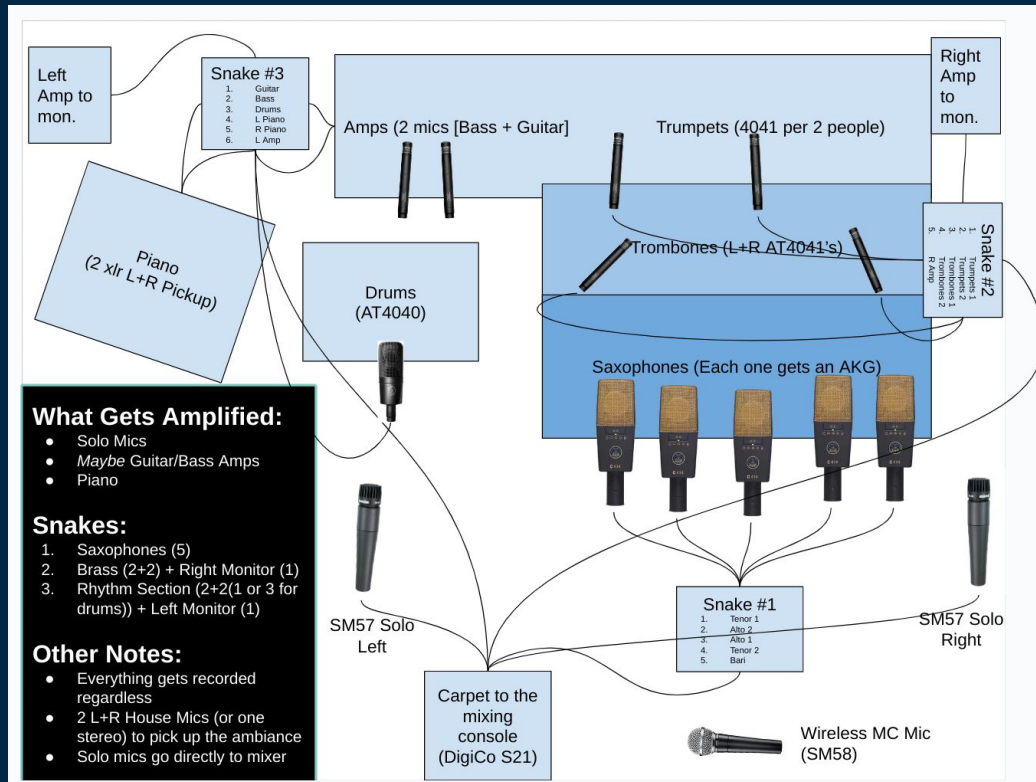 Left
Amp to
mon.
Snake #3
1. Guitar
2. Bass
3. Drums
4. L Piano
5. R Piano
6. L Amp
Amps (2 mics [Bass + Guitar]
Trumpets (4041 per 2 people)
Right
Amp
to
mon.
Snake #2
1. Trumpets 1
2. Trumpets 2
3. Trombones 1
4. Trombones 2
5. R Amp
Trombones (L+R AT4041's)
Piano
(2 xlr L+R Pickup)
Drums
(AT4040)
Saxophones (Each one gets an AKG)
What Gets Amplified:
● Solo Mics
● Maybe Guitar/Bass Amps
● Piano
Snakes:
1. Saxophones (5)
2. Brass (2+2) + Right Monitor (1)
3. Rhythm Section (2+2(1 or 3 for
drums)) + Left Monitor (1)
Other Notes:
● Everything gets recorded
regardless
● 2 L+R House Mics (or one
stereo) to pick up the ambiance
● Solo mics go directly to mixer
SM57 Solo
Left
Snake #1
1. Tenor 1
2. Alto 2
3. Alto 1
4. Tenor 2
5. Bari
SM57 Solo
Right
Carpet to the
mixing
console
(DigiCo S21)
Wireless MC Mic
(SM58)